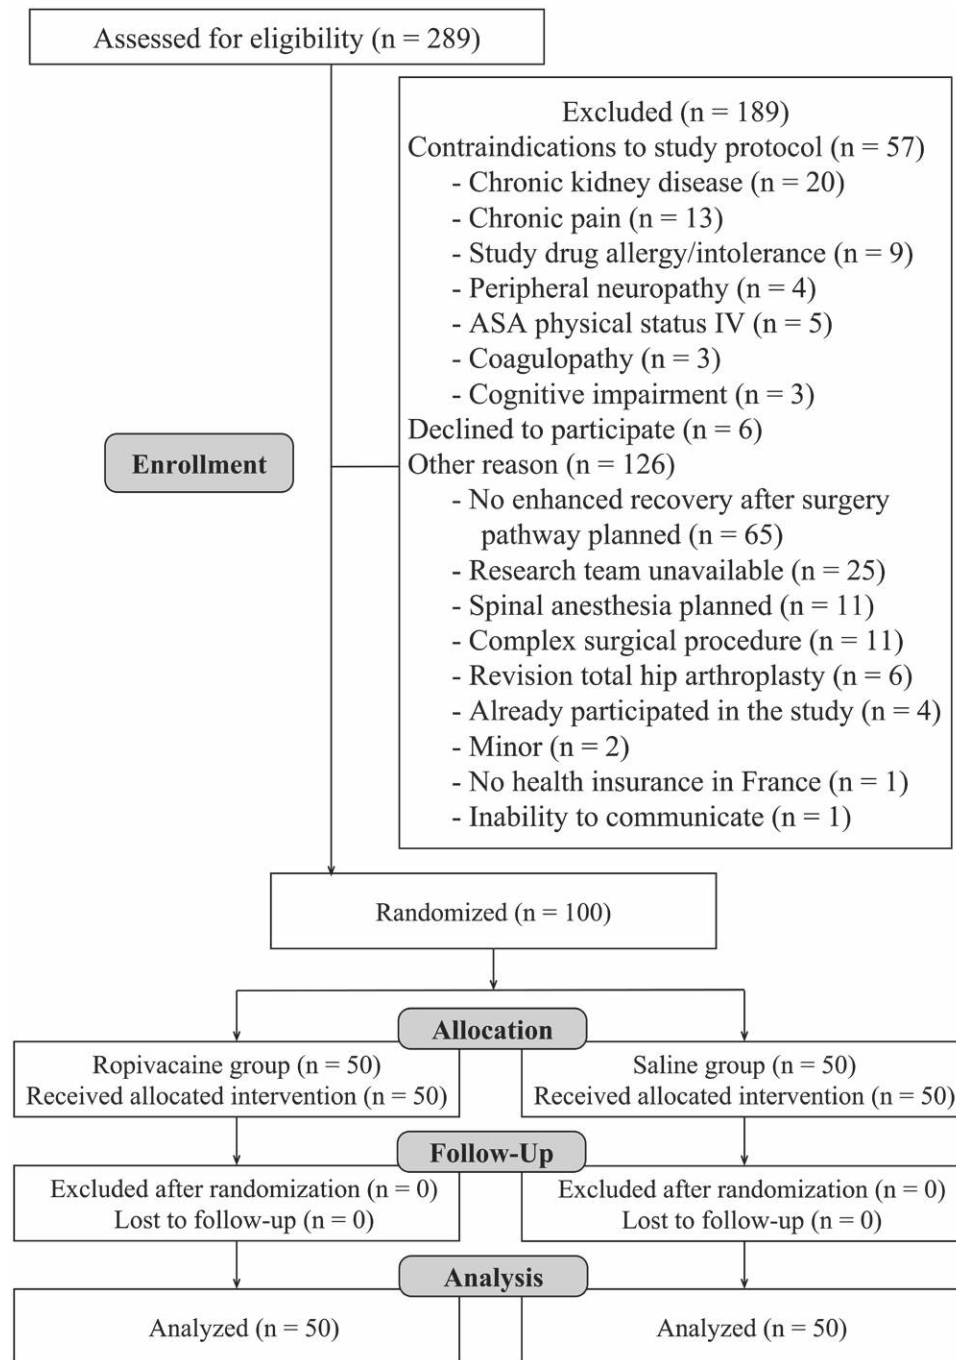 Assessed for eligibility (n = 289)
Excluded (n = 189)
Contraindications to study protocol (n = 57)
- Chronic kidney disease (n = 20)
- Chronic pain (n = 13)
- Study drug allergy/intolerance (n = 9)
- Peripheral neuropathy (n = 4)
- ASA physical status IV (n = 5)
- Coagulopathy (n = 3)
- Cognitive impairment (n = 3)
Declined to participate (n = 6)
Other reason (n = 126)
- No enhanced recovery after surgery
pathway planned (n = 65)
- Research team unavailable (n = 25)
- Spinal anesthesia planned (n = 11)
- Complex surgical procedure (n = 11)
- Revision total hip arthroplasty (n = 6)
- Already participated in the study (n = 4)
- Minor (n = 2)
- No health insurance in France (n = 1)
- Inability to communicate (n = 1)
Enrollment
Randomized (n = 100)
Allocation
Ropivacaine group (n = 50)
Received allocated intervention (n = 50)
Saline group (n = 50)
Received allocated intervention (n = 50)
Follow-Up
Excluded after randomization (n = 0)
Lost to follow-up (n = 0)
Excluded after randomization (n = 0)
Lost to follow-up (n = 0)
Analysis
Analyzed (n = 50)
Analyzed (n = 50)